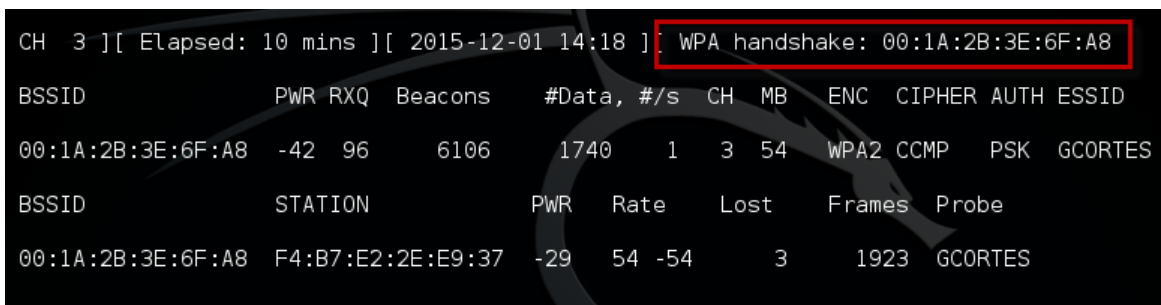 CH 3 ][ Elapsed: 10 mins ][ 2015-12-01 14:18 ][ WPA handshake: 00:1A:2B:3E:6F:A8
BSSID PWR RXQ Beacons #Data, #/s CH MB ENC CIPHER AUTH ESSID
00:1A:2B:3E:6F:A8 -42 96 6106 1740 1 3 54 WPA2 CCMP PSK GCORTES
BSSID STATION PWR Rate Lost Frames Probe
00:1A:2B:3E:6F:A8 F4:B7:E2:2E:E9:37 -29 54 -54 3 1923 GCORTES